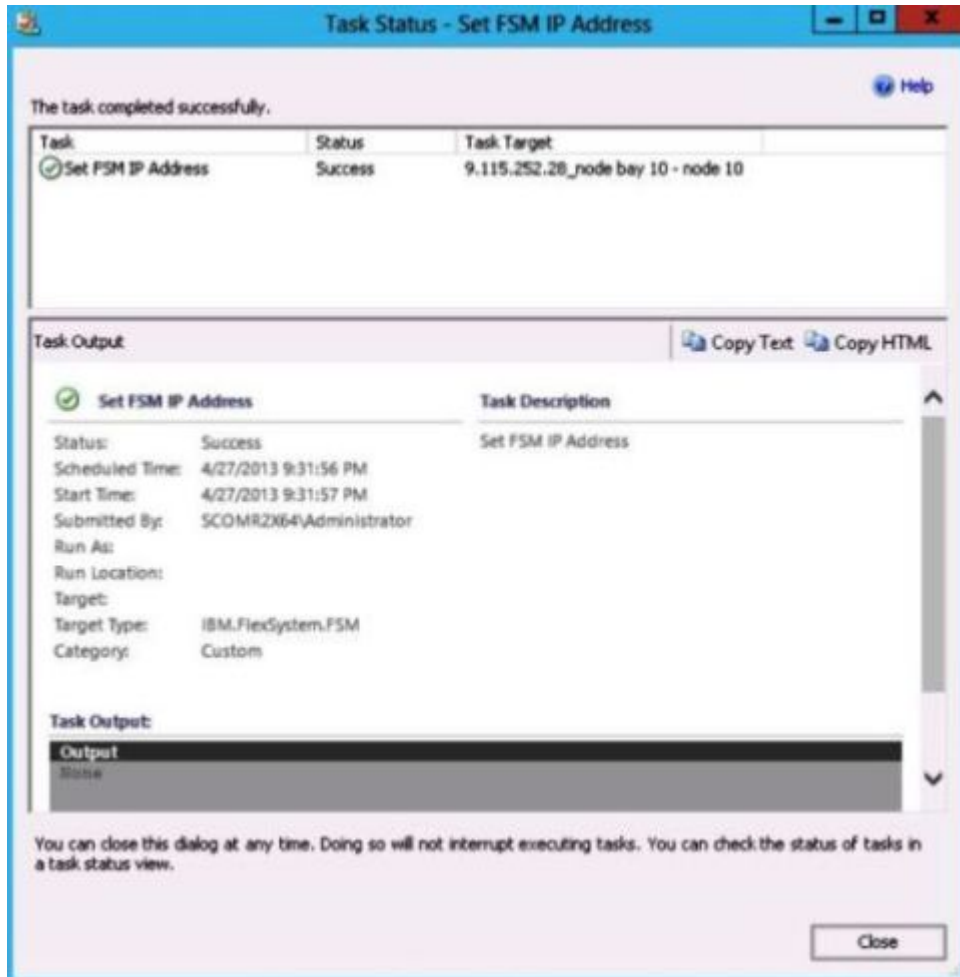 Task Status - Set FSM IP Address
Help
The task completed successfully.
Task Status Task Target
Set FSM IP Address Success 9.115.252.28_node bay 10 - node 10
Task Output Copy Text Copy HTML
Set FSM IP Address Task Description
Status: Success Set FSM IP Address
Scheduled Time: 4/27/2013 9:31:56 PM
Start Time: 4/27/2013 9:31:57 PM
Submitted By: SCOMR2X64\Administrator
Run As:
Run Location:
Target:
Target Type: IBM.FlexSystem.FSM
Category: Custom
Task Output:
Output
None
You can close this dialog at any time. Doing so will not interrupt executing tasks. You can check the status of tasks in
a task status view.
Close